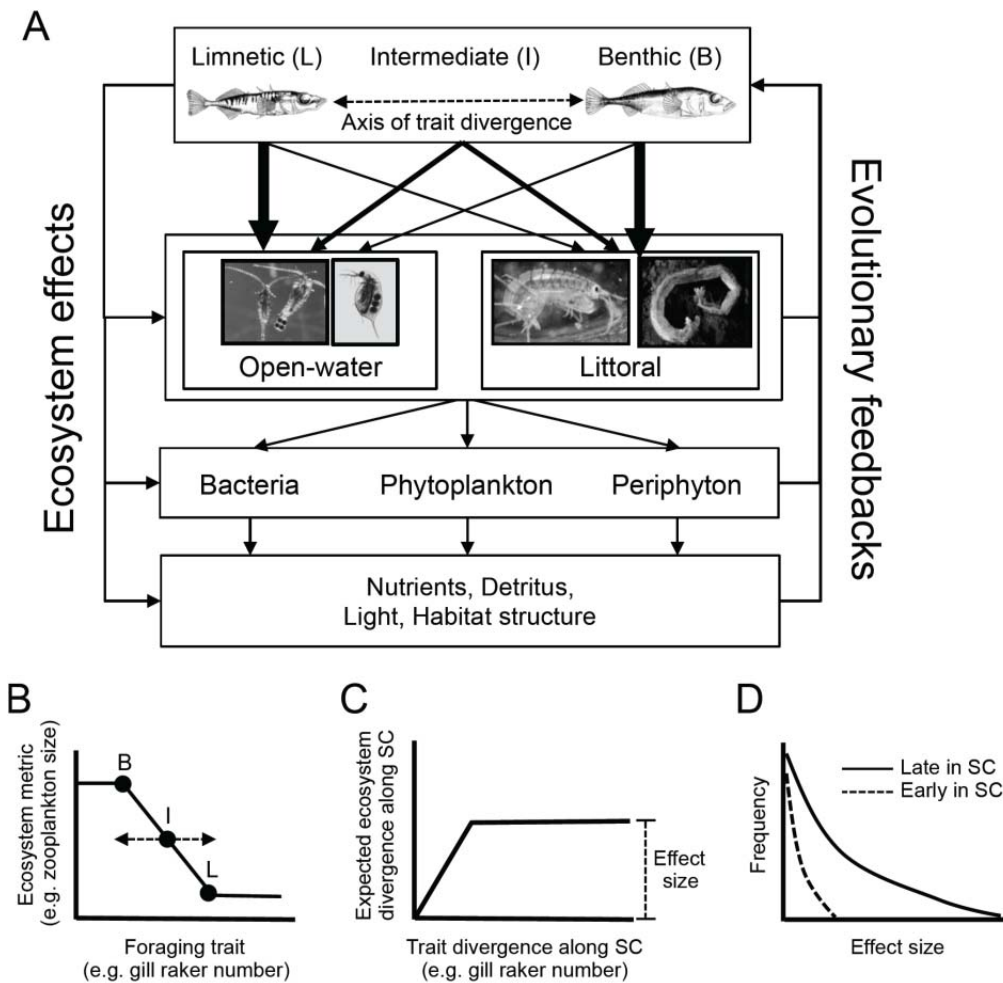 A
Limnetic (L) Intermediate (I) Benthic (B)
Axis of trait divergence
Ecosystem effects
Evolutionary
feedbacks
Open-water
Littoral
Bacteria Phytoplankton Periphyton
Nutrients, Detritus,
Light, Habitat structure
B
Ecosystem metric
(e.g. zooplankton size)
B
I
L
Foraging trait
(e.g. gill raker number)
C
Expected ecosystem
divergence along SC
Effect
size
Trait divergence along SC
(e.g. gill raker number)
D
Frequency
Late in SC
Early in SC
Effect size